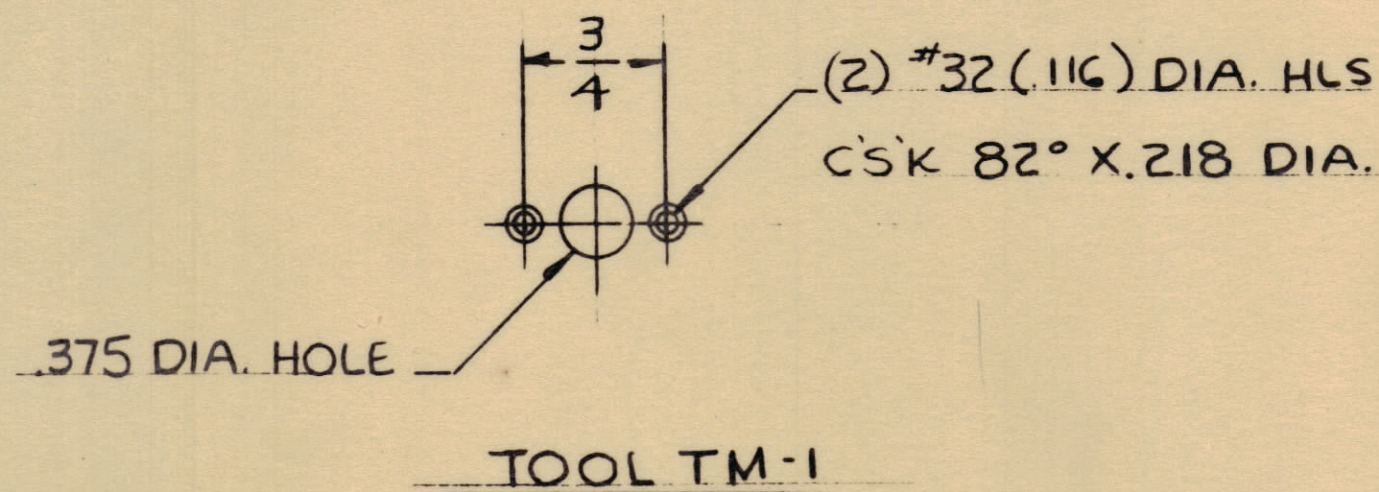 3
4
(2) #32 (.116) DIA. HLS
C'S'K 82° X .218 DIA.
.375 DIA. HOLE
TOOL TM-1